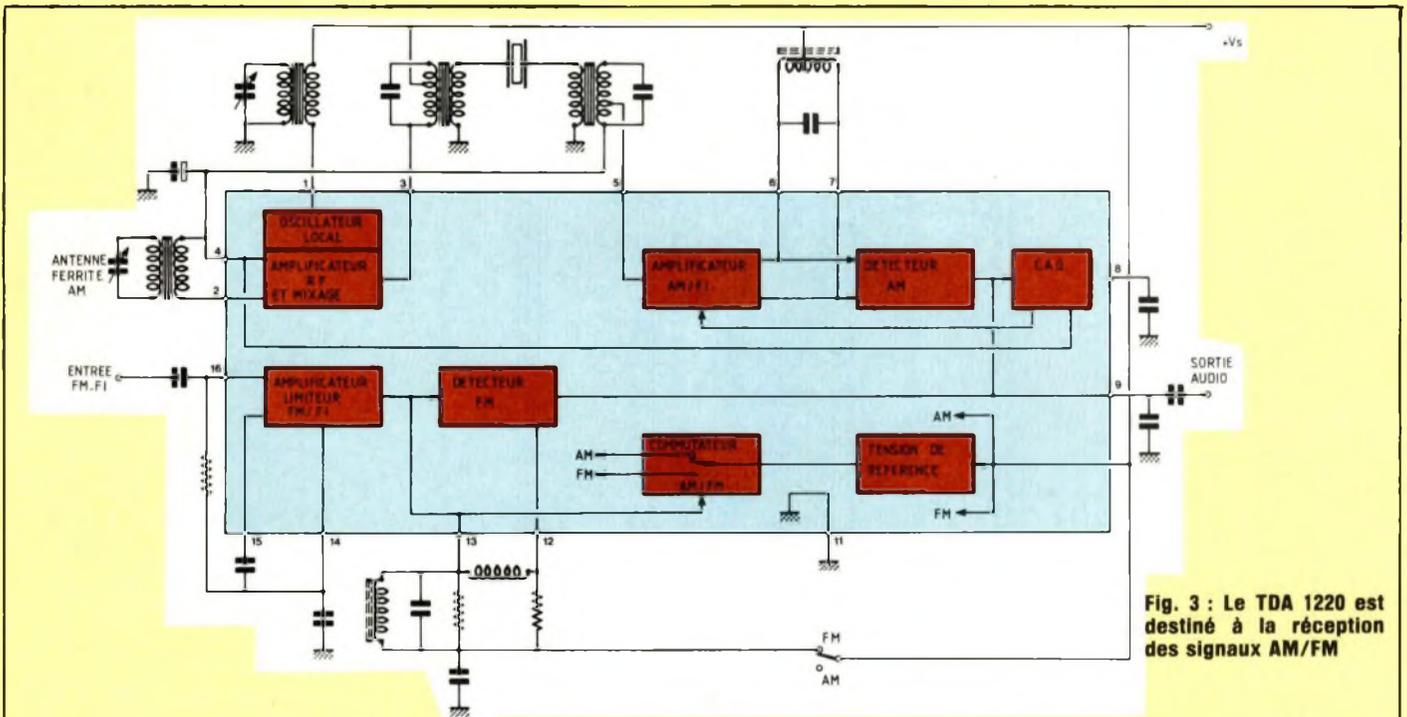 +Vs
1
3
5
6
7
OSCILLATEUR
LOCAL
AMPLIFICATEUR
RF
ET MIXAGE
4
2
ANTENNE
FERRITE
AM
AMPLIFICATEUR
AM/FI
DETECTEUR
AM
C.A.G
8
ENTREE
FM.FI
16
AMPLIFICATEUR
LIMITEUR
FM/FI
DETECTEUR
FM
9
SORTIE
AUDIO
COMMUTATEUR
AM
FM
AM/FM
TENSION DE
REFERENCE
AM
FM
15
14
13
12
11
FM
AM
Fig. 3 : Le TDA 1220 est
destiné à la réception
des signaux AM/FM